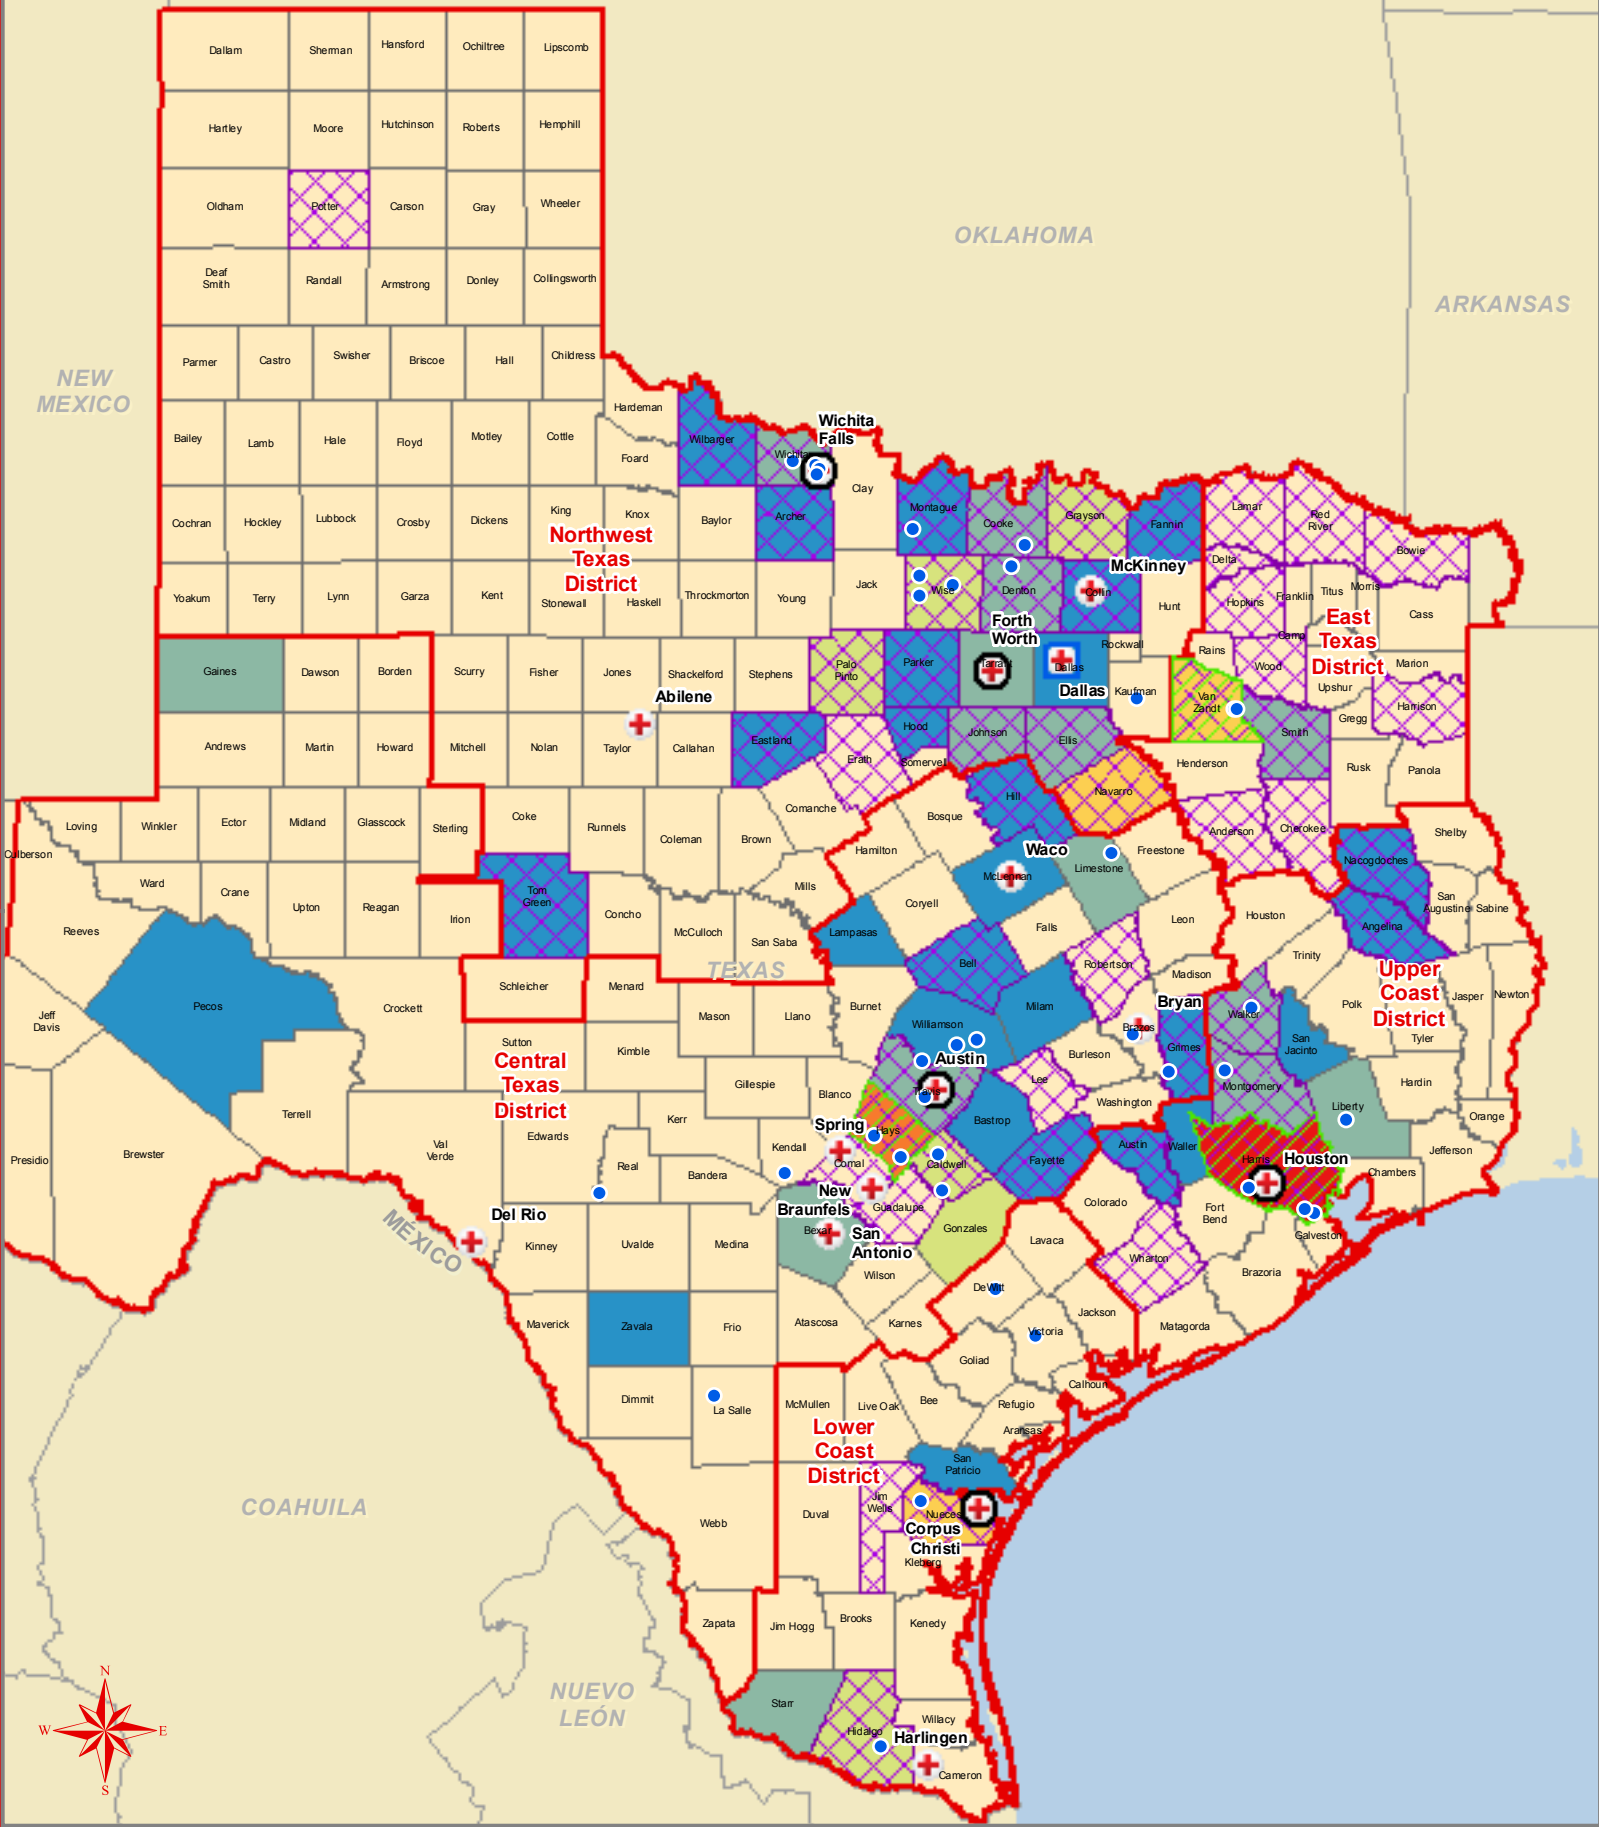 Dallam
Sherman
Hansford
Ochiltree
Lipscomb
Hartley
Moore
Hutchinson
Roberts
Hemphill
Oldham
Potter
Carson
Gray
Wheeler
OKLAHOMA
Deaf
Smith
Randall
Armstrong
Donley
Collingsworth
ARKANSAS
Parmer
Castro
Swisher
Briscoe
Hall
Childress
NEW
MEXICO
Bailey
Lamb
Hale
Floyd
Motley
Cottle
Hardeman
Foard
Wilbarger
Wichita
Wichita
Falls
Clay
Cochran
Hockley
Lubbock
Crosby
Dickens
King
Knox
Baylor
Archer
Montague
Cooke
Grayson
Fannin
Lamar
Red
River
Bowie
Northwest
Texas
District
Yoakum
Terry
Lynn
Garza
Kent
Stonewall
Haskell
Throckmorton
Young
Jack
Wise
Denton
Collin
McKinney
Hunt
Delta
Hopkins
Franklin
Titus
Morris
Cass
Camp
East
Texas
District
Gaines
Dawson
Borden
Scurry
Fisher
Jones
Shackelford
Stephens
Palo
Pinto
Parker
Forth
Worth
Tarrant
Dallas
Dallas
Rockwall
Kaufman
Rains
Wood
Van
Zandt
Upshur
Marion
Harrison
Gregg
Smith
Abilene
Andrews
Martin
Howard
Mitchell
Nolan
Taylor
Callahan
Eastland
Erath
Hood
Somervell
Johnson
Ellis
Navarro
Henderson
Rusk
Panola
Loving
Winkler
Ector
Midland
Glasscock
Sterling
Coke
Runnels
Coleman
Brown
Comanche
Bosque
Hill
Anderson
Cherokee
Shelby
Culberson
Ward
Crane
Upton
Reagan
Irion
Tom
Green
Concho
Mills
Hamilton
Waco
McLennan
Limestone
Freestone
Nacogdoches
San
Augustine
Sabine
Reeves
McCulloch
San Saba
Lampasas
Coryell
Falls
Leon
Houston
Angelina
TEXAS
Bell
Robertson
Madison
Trinity
Upper
Coast
District
Jeff
Davis
Pecos
Crockett
Schleicher
Menard
Mason
Llano
Burnet
Williamson
Milam
Bryan
Brazos
Grimes
Walker
San
Jacinto
Polk
Tyler
Jasper
Newton
Sutton
Central
Texas
District
Kimble
Gillespie
Blanco
Austin
Travis
Lee
Burleson
Washington
Montgomery
Hardin
Liberty
Orange
Presidio
Brewster
Terrell
Val
Verde
Edwards
Kerr
Real
Bandera
Kendall
Spring
Comal
Hays
Caldwell
Bastrop
Fayette
Austin
Waller
Harris
Houston
Chambers
Jefferson
MÉXICO
Del Rio
Kinney
Uvalde
Medina
New
Braunfels
Bexar
San
Antonio
Guadalupe
Gonzales
Colorado
Lavaca
Wharton
Fort
Bend
Galveston
Brazoria
Wilson
Karnes
DeWitt
Victoria
Jackson
Matagorda
Maverick
Zavala
Frio
Atascosa
Goliad
Calhoun
Dimmit
La Salle
McMullen
Live Oak
Bee
Refugio
Aransas
Lower
Coast
District
San
Patricio
COAHUILA
Webb
Duval
Jim
Wells
Nueces
Corpus
Christi
Kleberg
Zapata
Jim Hogg
Brooks
Kenedy
NUEVO
LEÓN
Starr
Hidalgo
Willacy
Harlingen
Cameron
N
W
E
S